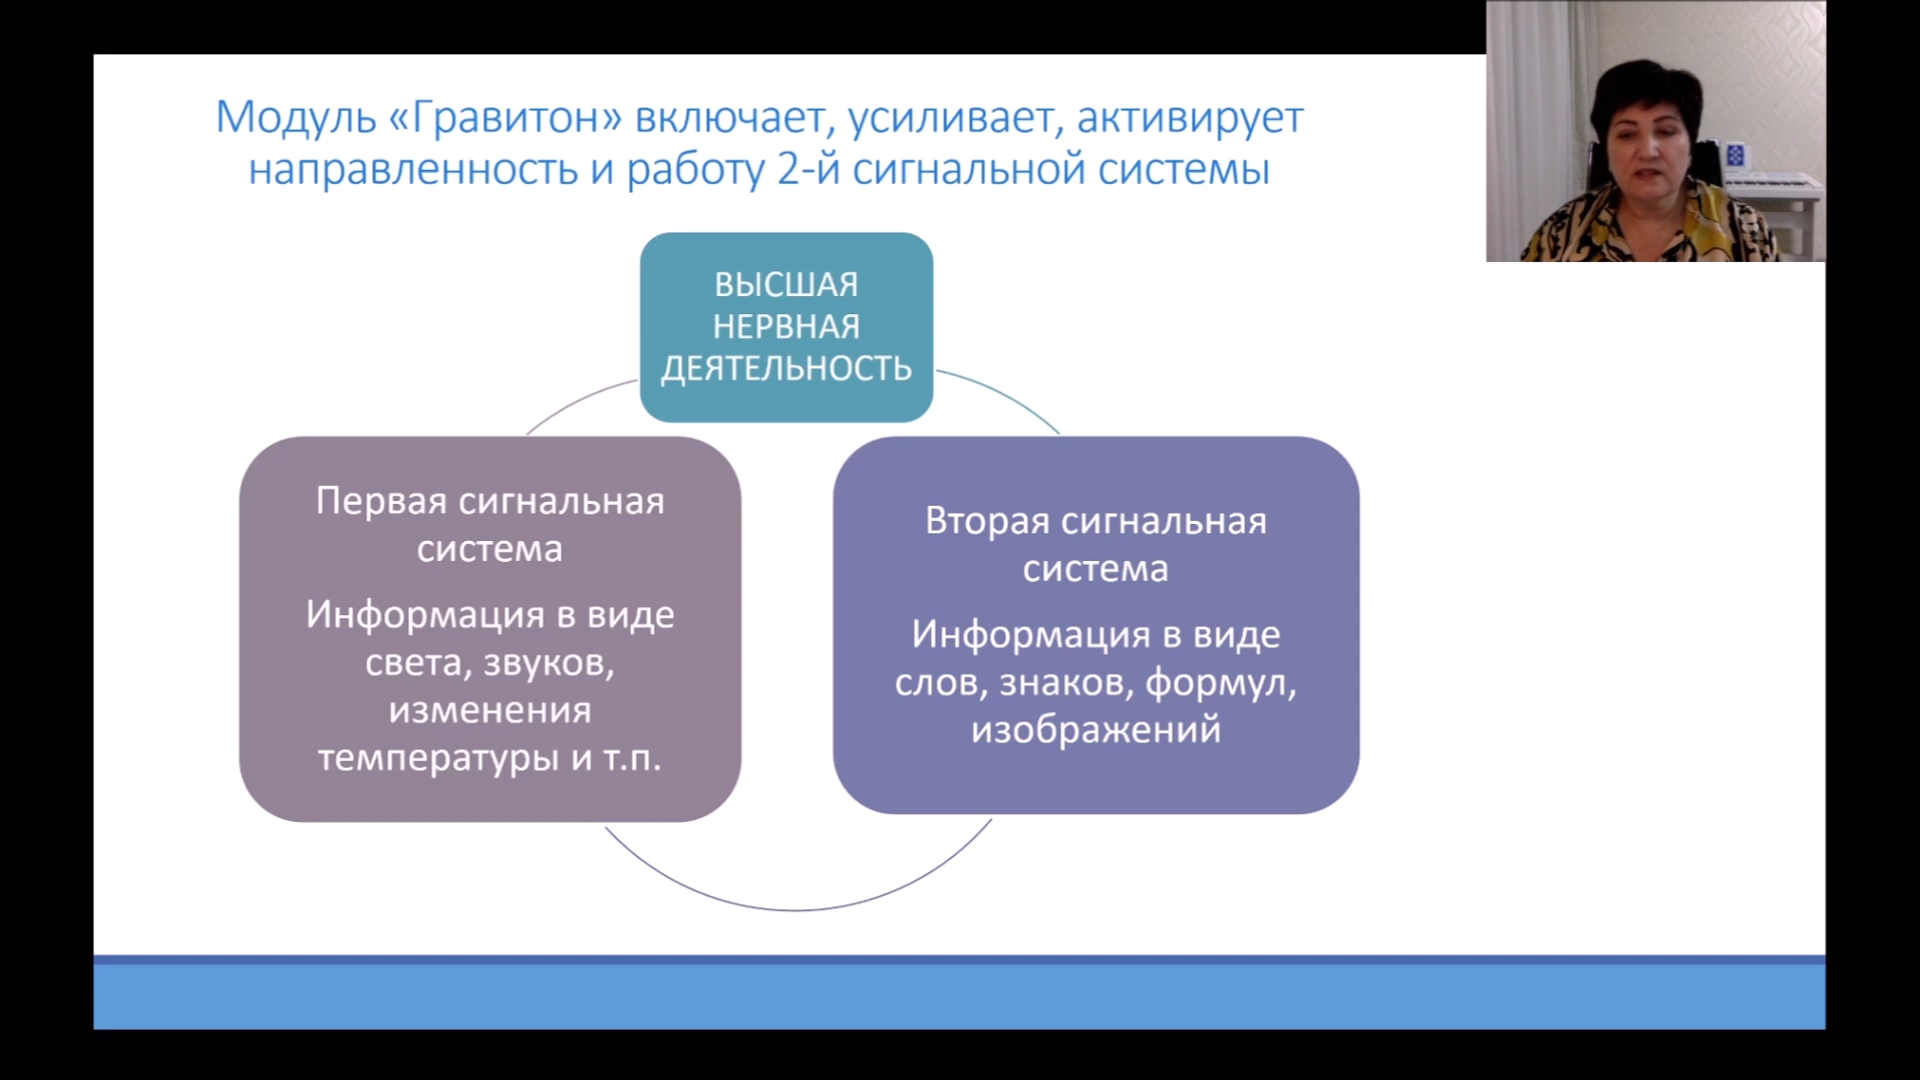 Модуль «Гравитон» включает, усиливает, активирует
направленность и работу 2-й сигнальной системы
ВЫСШАЯ
НЕРВНАЯ
ДЕЯТЕЛЬНОСТЬ
Первая сигнальная
система
Информация в виде
света, звуков,
изменения
температуры и т.п.
Вторая сигнальная
система
Информация в виде
слов, знаков, формул,
изображений